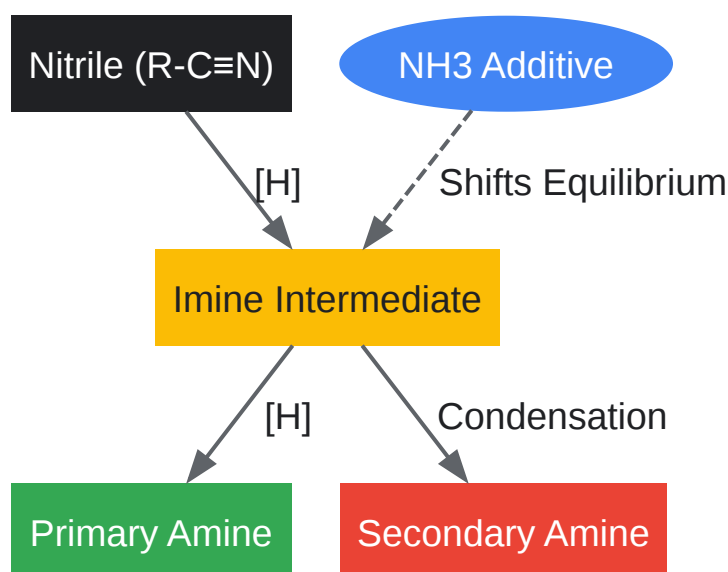 Nitrile (R-C≡N)
NH3 Additive
[H]
Shifts Equilibrium
Imine Intermediate
[H]
Condensation
Primary Amine
Secondary Amine